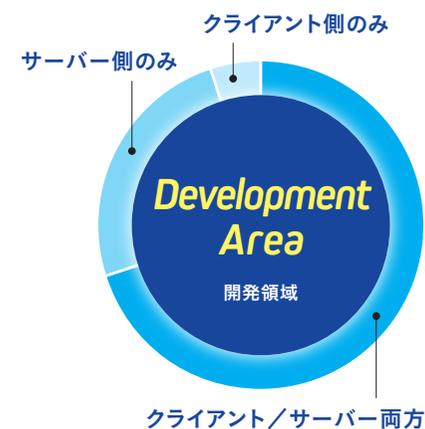 クライアント側のみ
サーバー側のみ
Development
Area
開発領域
クライアント／サーバー両方